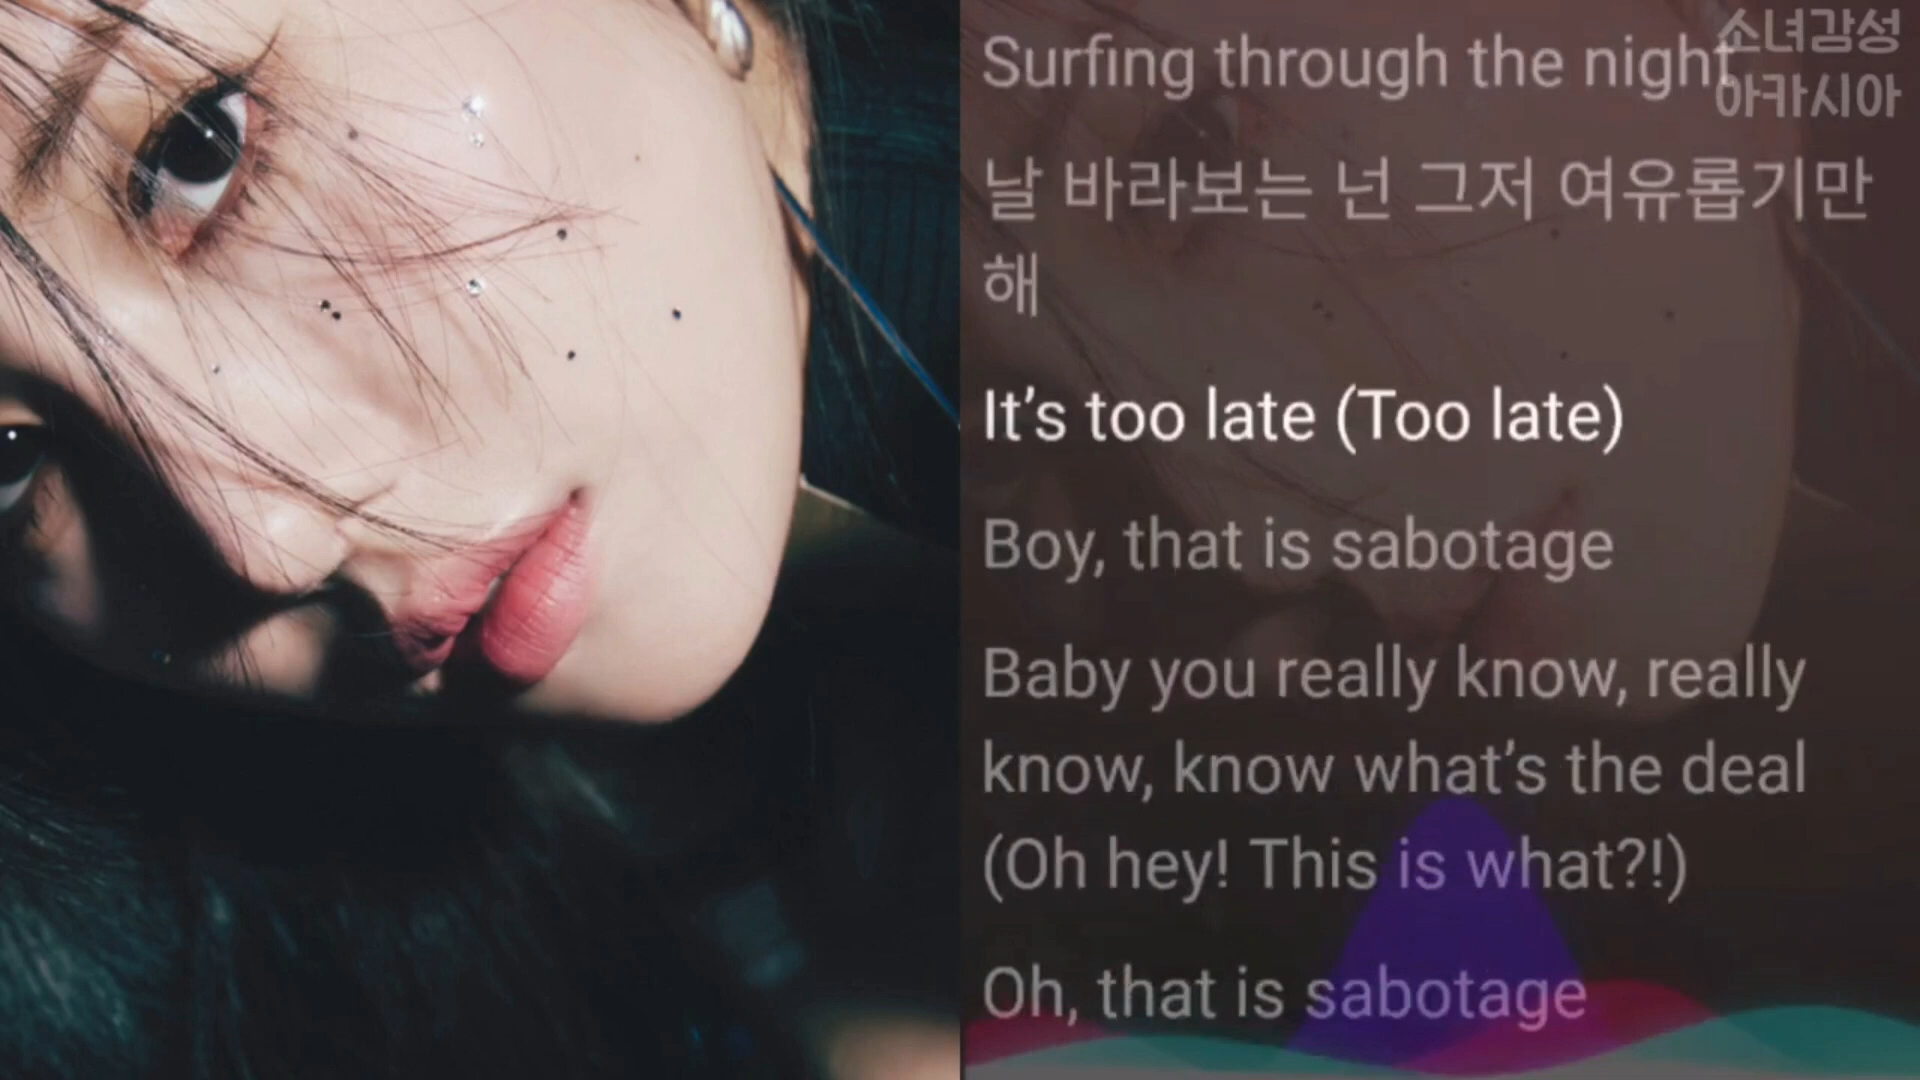 소녀감성
아카시아
Surfing through the night
날 바라보는 넌 그저 여유롭기만
해
It’s too late (Too late)
Boy, that is sabotage
Baby you really know, really
know, know what’s the deal
(Oh hey! This is what?!)
Oh, that is sabotage